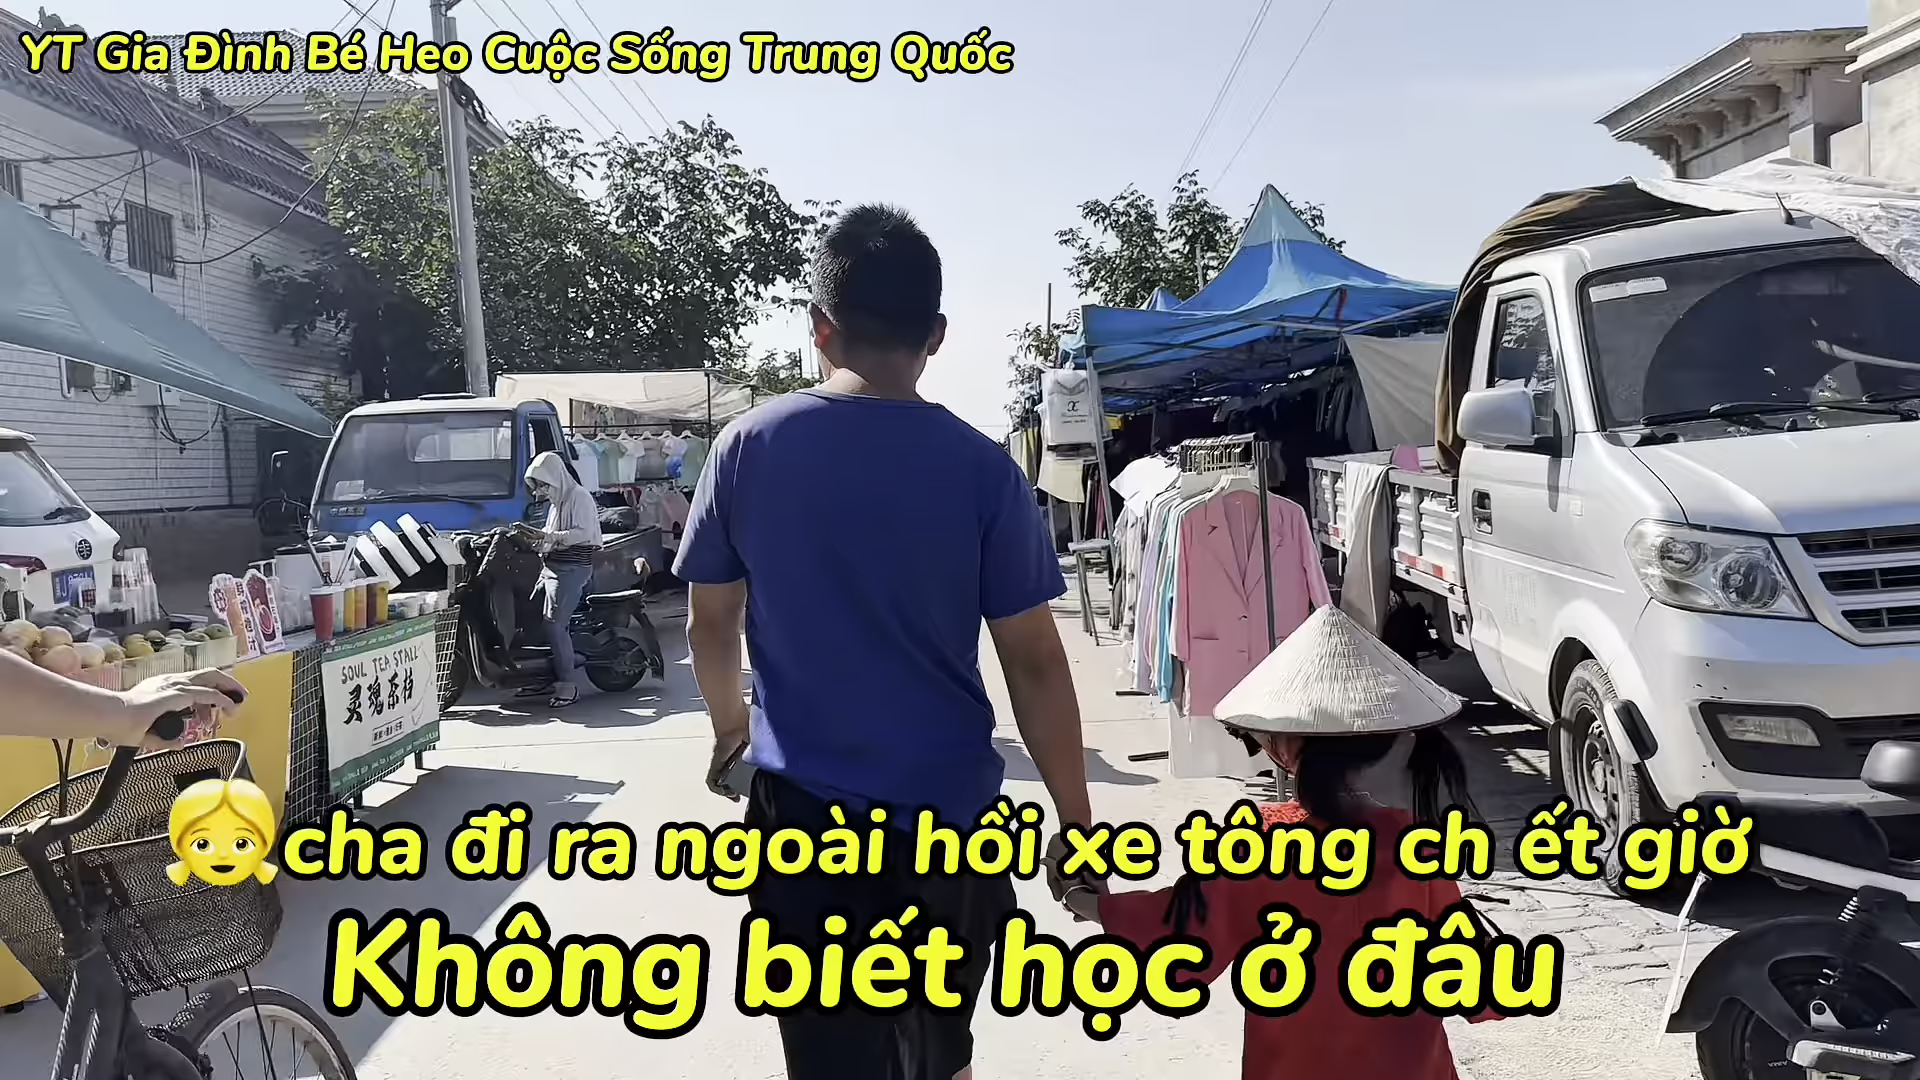 YT Gia Đình Bé Heo Cuộc Sống Trung Quốc
SOUL TEA STALL
灵魂茶档
👧cha đi ra ngoài hồi xe tông ch ết giờ
Không biết học ở đâu